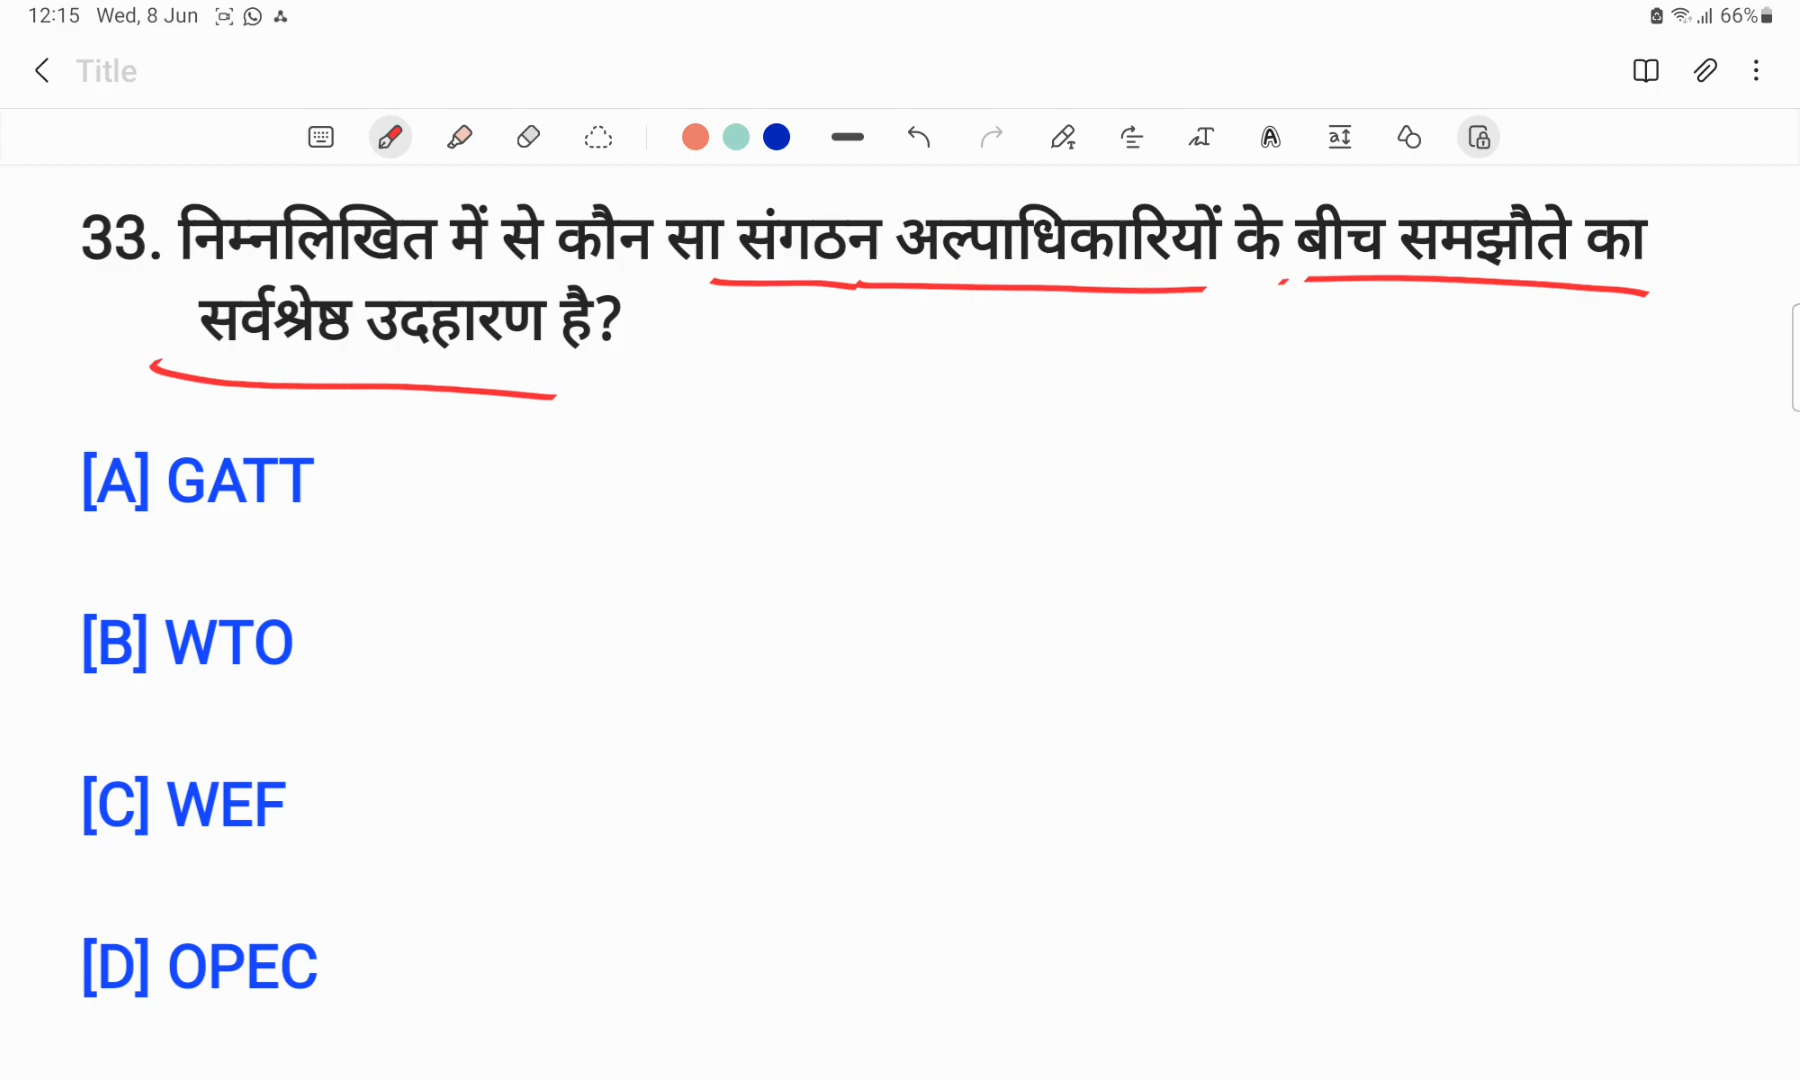 12:15 Wed, 8 Jun 66%
Title
33. निम्नलिखित में से कौन सा संगठन अल्पाधिकारियों के बीच समझौते का
सर्वश्रेष्ठ उदहारण है?
[A] GATT
[B] WTO
[C] WEF
[D] OPEC